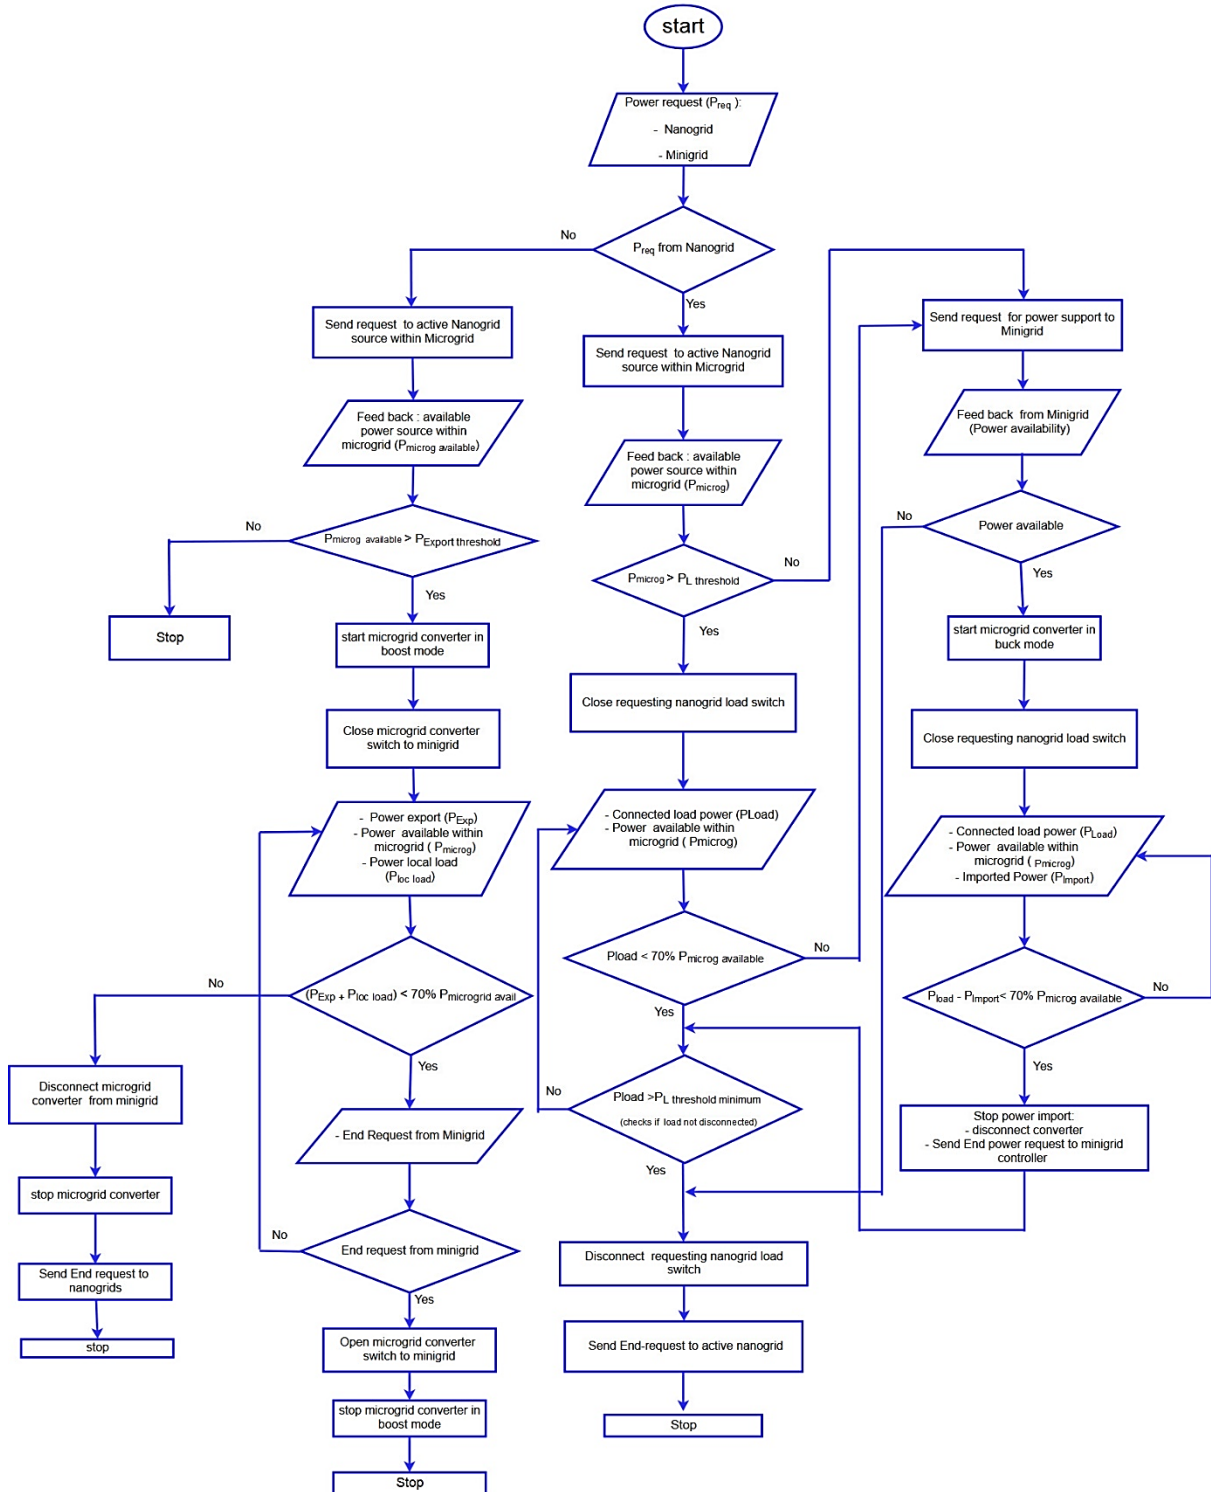 start
Power request (Preq ):
- Nanogrid
- Minigrid
Preq from Nanogrid
No
Yes
Send request to active Nanogrid
source within Microgrid
Feed back : available
power source within
microgrid (Pmicrog available)
Pmicrog available > PExport threshold
No
Yes
Stop
start microgrid converter in
boost mode
Close microgrid converter
switch to minigrid
- Power export (PExp)
- Power available within
microgrid ( Pmicrog)
- Power local load
(Ploc load)
(PExp + Ploc load) < 70% Pmicrogrid avail
No
Yes
Disconnect microgrid
converter from minigrid
stop microgrid converter
Send End request to
nanogrids
stop
- End Request from Minigrid
End request from minigrid
No
Yes
Open microgrid converter
switch to minigrid
stop microgrid converter in
boost mode
Stop
Send request to active Nanogrid
source within Microgrid
Feed back : available
power source within
microgrid (Pmicrog)
Pmicrog > PL threshold
No
Yes
Close requesting nanogrid load switch
- Connected load power (PLoad)
- Power available within
microgrid ( Pmicrog)
Pload < 70% Pmicrog available
No
Yes
Pload >PL threshold minimum
(checks if load not disconnected)
No
Yes
Disconnect requesting nanogrid load
switch
Send End-request to active nanogrid
Stop
Send request for power support to
Minigrid
Feed back from Minigrid
(Power availability)
Power available
No
Yes
start microgrid converter in
buck mode
Close requesting nanogrid load switch
- Connected load power (PLoad)
- Power available within
microgrid ( Pmicrog)
- Imported Power (PImport)
Pload - PImport< 70% Pmicrog available
No
Yes
Stop power import:
- disconnect converter
- Send End power request to minigrid
controller